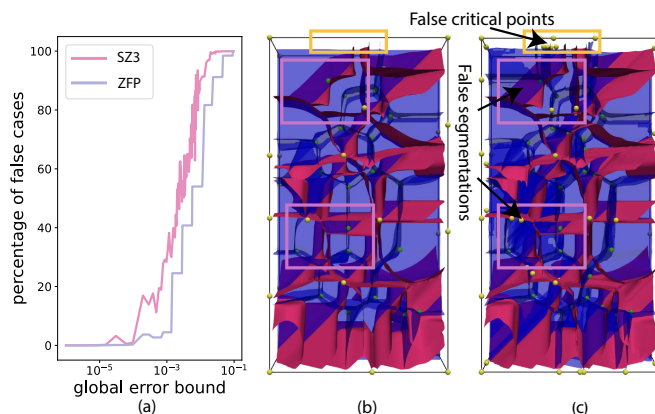 False critical points
False segmentations
100
80
60
40
20
0
SZ3
ZFP
percentage of false cases
10⁻⁵
10⁻³
10⁻¹
global error bound
(a)
(b)
(c)